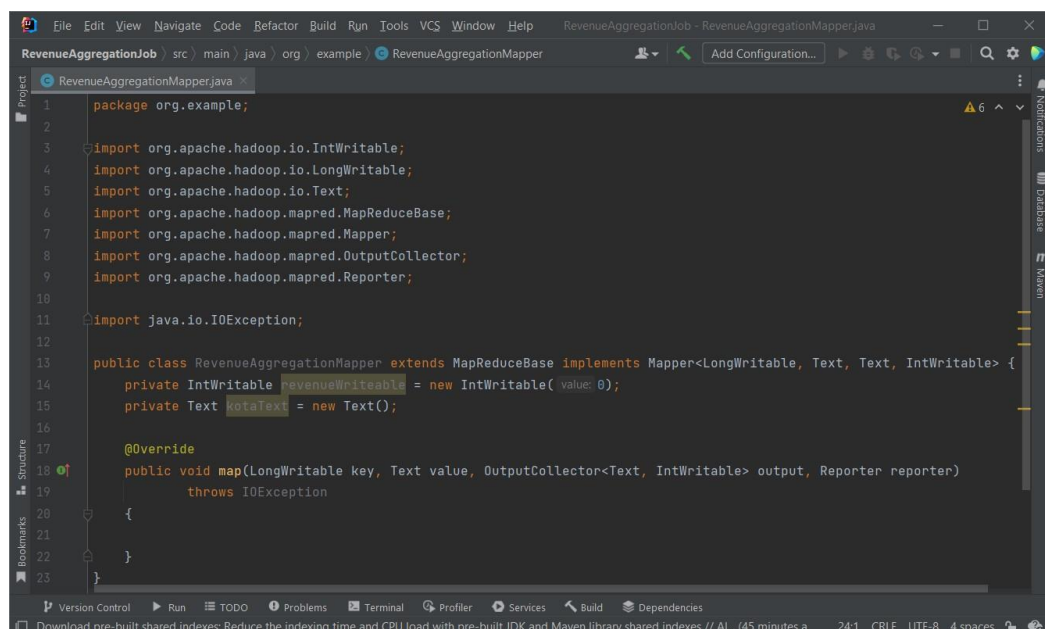 File Edit View Navigate Code Refactor Build Run Tools VCS Window Help RevenueAggregationJob - RevenueAggregationMapper.java
RevenueAggregationJob src main java org example RevenueAggregationMapper Add Configuration...
Project
RevenueAggregationMapper.java
Notifications
1 package org.example;
6
2
3 import org.apache.hadoop.io.IntWritable;
4 import org.apache.hadoop.io.LongWritable;
5 import org.apache.hadoop.io.Text;
6 import org.apache.hadoop.mapred.MapReduceBase;
7 import org.apache.hadoop.mapred.Mapper;
8 import org.apache.hadoop.mapred.OutputCollector;
9 import org.apache.hadoop.mapred.Reporter;
10
11 import java.io.IOException;
12
13 public class RevenueAggregationMapper extends MapReduceBase implements Mapper<LongWritable, Text, Text, IntWritable> {
14 private IntWritable revenueWriteable = new IntWritable( value: 0);
15 private Text kotaText = new Text();
16
17 @Override
18 public void map(LongWritable key, Text value, OutputCollector<Text, IntWritable> output, Reporter reporter)
19 throws IOException
20 {
21
22 }
23 }
Database
Maven
Structure
Bookmarks
Version Control Run TODO Problems Terminal Profiler Services Build Dependencies
Download pre-built shared indexes: Reduce the indexing time and CPU load with pre-built JDK and Maven library shared indexes // Al... (45 minutes a 24:1 CRLF UTF-8 4 spaces